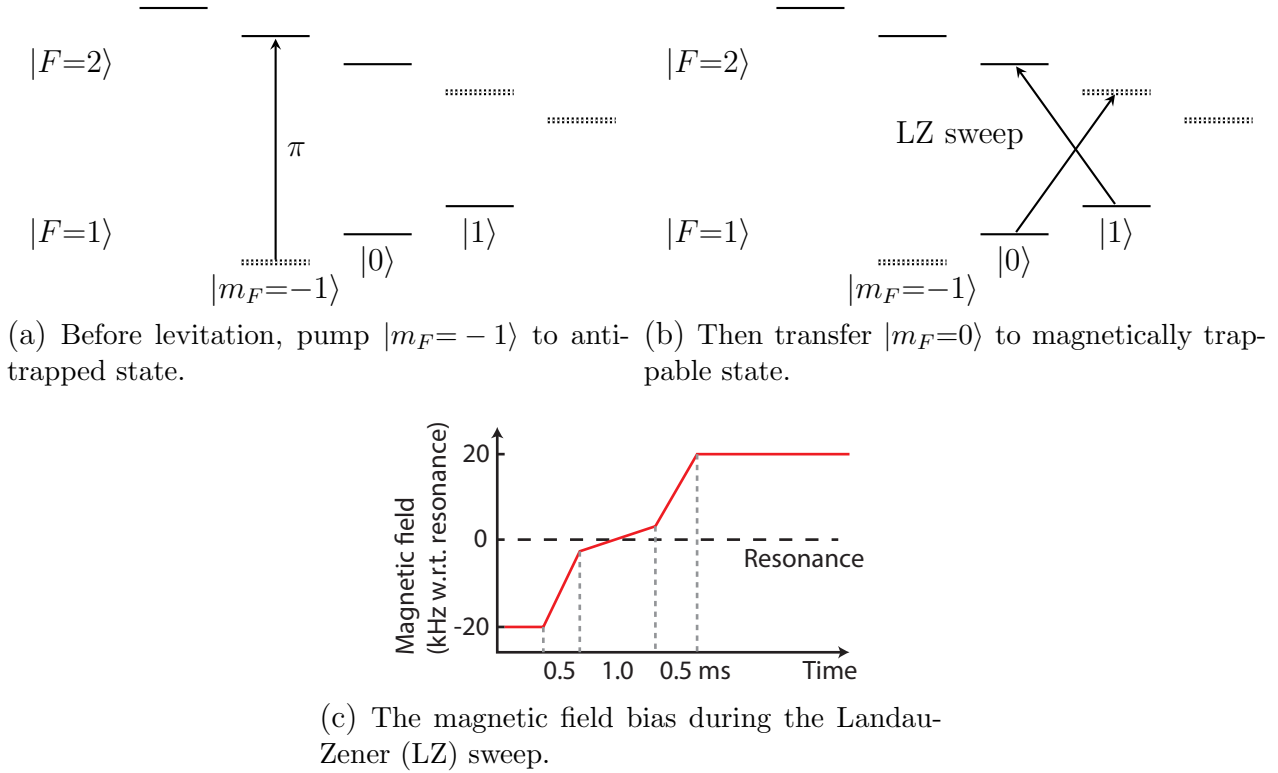 |F=2⟩
π
|F=1⟩
|0⟩
|1⟩
|m_F=−1⟩
(a) Before levitation, pump |m_F= − 1⟩ to anti-
trapped state.
|F=2⟩
LZ sweep
|F=1⟩
|0⟩
|1⟩
|m_F=−1⟩
(b) Then transfer |m_F=0⟩ to magnetically trap-
pable state.
Magnetic field
(kHz w.r.t. resonance)
20
0
-20
Resonance
0.5 1.0 0.5 ms Time
(c) The magnetic field bias during the Landau-
Zener (LZ) sweep.